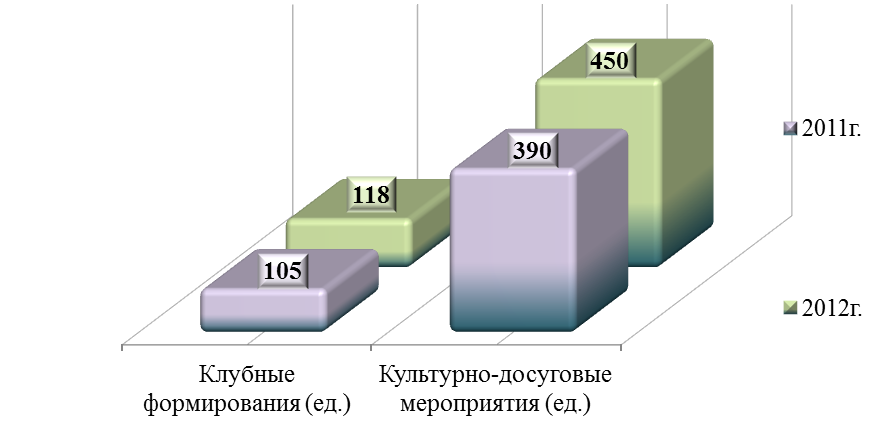 450
2011г.
390
118
105
2012г.
Клубные
формирования (ед.)
Культурно-досуговые
мероприятия (ед.)